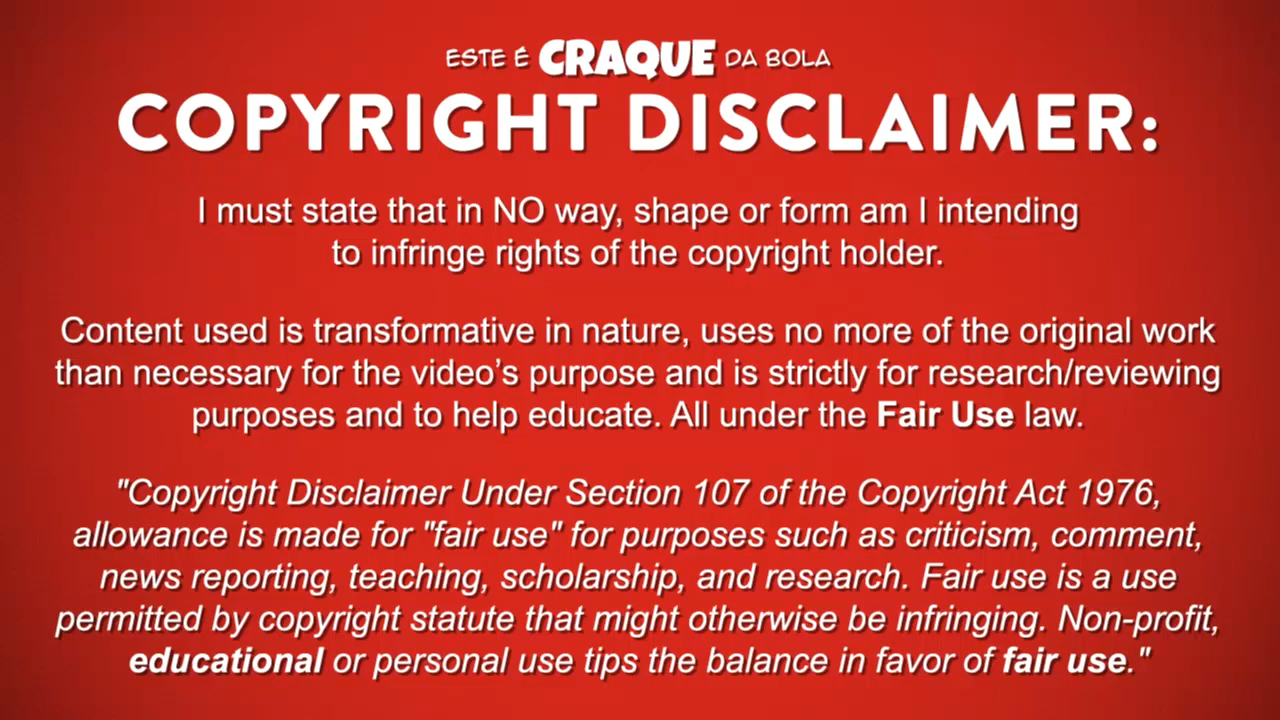 ESTE É CRAQUE DA BOLA
COPYRIGHT DISCLAIMER:
I must state that in NO way, shape or form am I intending
to infringe rights of the copyright holder.
Content used is transformative in nature, uses no more of the original work
than necessary for the video’s purpose and is strictly for research/reviewing
purposes and to help educate. All under the Fair Use law.
"Copyright Disclaimer Under Section 107 of the Copyright Act 1976,
allowance is made for "fair use" for purposes such as criticism, comment,
news reporting, teaching, scholarship, and research. Fair use is a use
permitted by copyright statute that might otherwise be infringing. Non-profit,
educational or personal use tips the balance in favor of fair use."